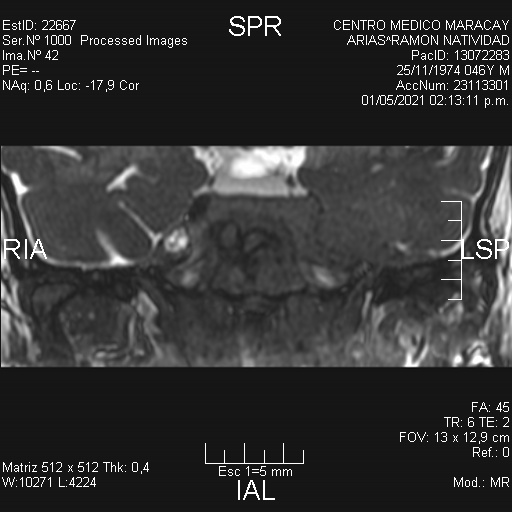 EstID: 22667
Ser.Nº 1000  Processed Images
Ima.Nº 42
PE= --
NAq: 0,6 Loc: -17,9 Cor
SPR
CENTRO MEDICO MARACAY
ARIAS^RAMON NATIVIDAD
PacID: 13072283
25/11/1974 046Y M
AccNum: 23113301
01/05/2021 02:13:11 p.m.
RIA
LSP
FA: 45
TR: 6 TE: 2
FOV: 13 x 12,9 cm
Ref.: 0
Mod.: MR
Matriz 512 x 512 Thk: 0,4
W:10271 L:4224
Esc 1=5 mm
IAL